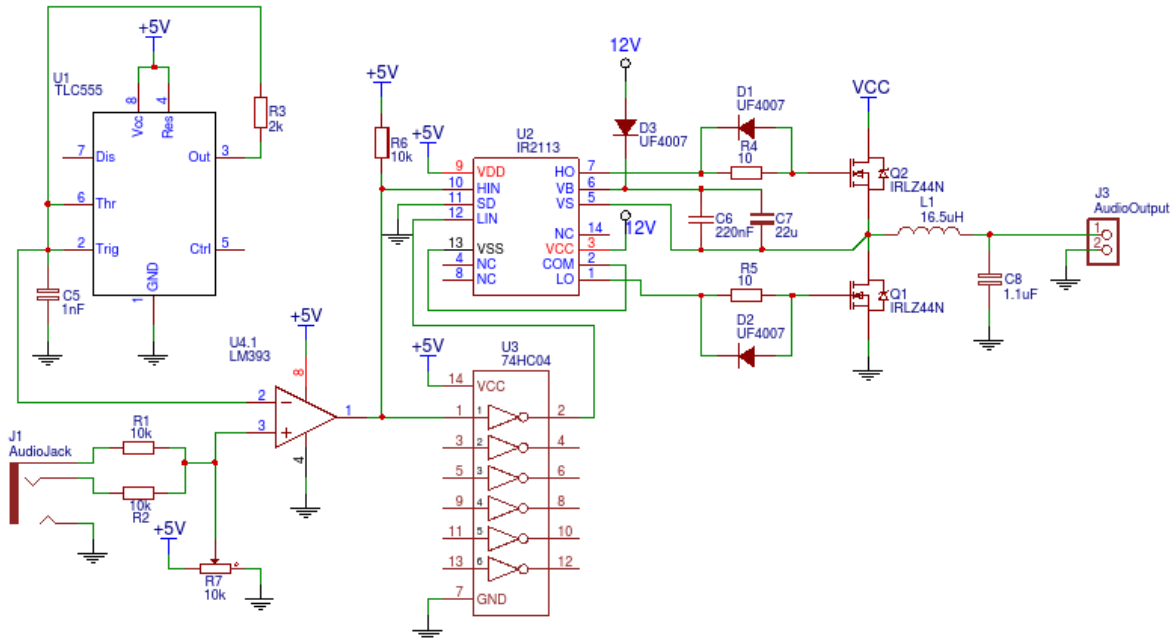 +5V
U1
TLC555
8
4
Vcc
Res
7
Dis
Out
3
6
Thr
2
Trig
Ctrl
5
GND
1
R3
2k
C5
1nF
+5V
R6
10k
+5V
U2
IR2113
9
VDD
10
HIN
11
SD
12
LIN
13
VSS
4
NC
8
NC
HO
7
VB
6
VS
5
NC
14
VCC
3
COM
2
LO
1
12V
D3
UF4007
12V
D1
UF4007
R4
10
C6
220nF
C7
22u
R5
10
D2
UF4007
VCC
Q2
IRLZ44N
Q1
IRLZ44N
L1
16.5uH
C8
1.1uF
J3
AudioOutput
1
2
+5V
U4.1
LM393
8
2
−
3
+
1
4
J1
AudioJack
R1
10k
10k
R2
+5V
R7
10k
U3
74HC04
+5V
14
VCC
1
1
2
3
2
4
5
3
6
9
4
8
11
5
10
13
6
12
7
GND